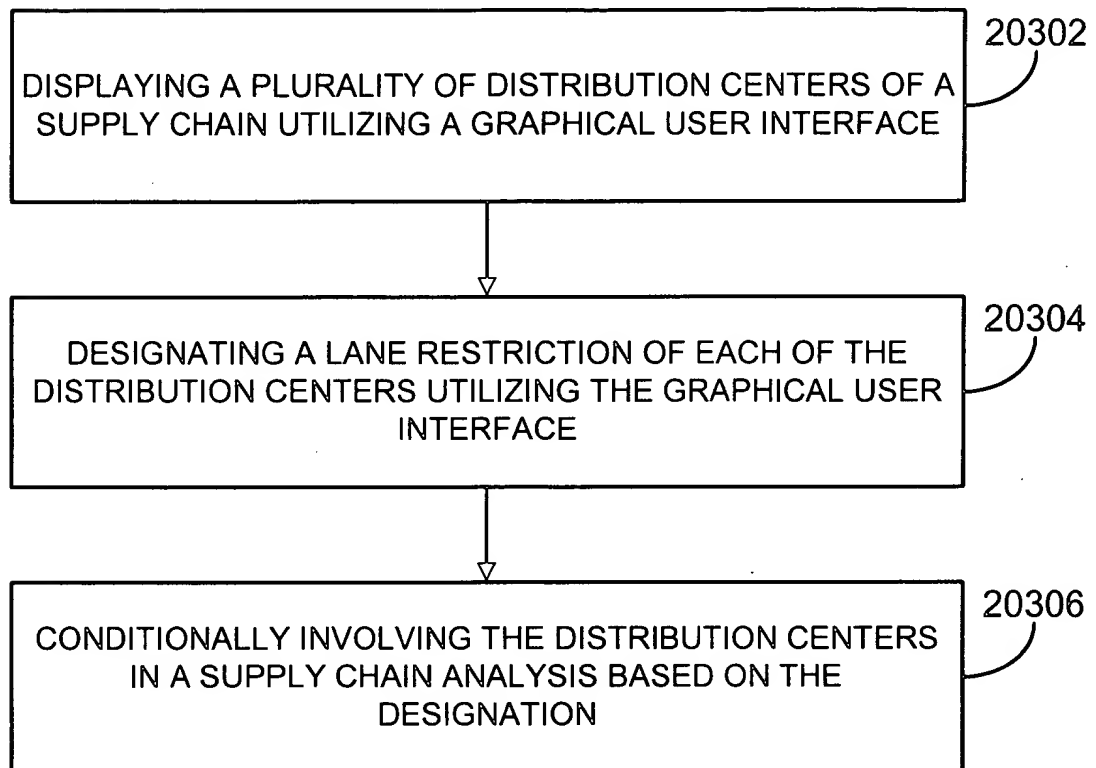 20302
DISPLAYING A PLURALITY OF DISTRIBUTION CENTERS OF A
SUPPLY CHAIN UTILIZING A GRAPHICAL USER INTERFACE
20304
DESIGNATING A LANE RESTRICTION OF EACH OF THE
DISTRIBUTION CENTERS UTILIZING THE GRAPHICAL USER
INTERFACE
20306
CONDITIONALLY INVOLVING THE DISTRIBUTION CENTERS
IN A SUPPLY CHAIN ANALYSIS BASED ON THE
DESIGNATION